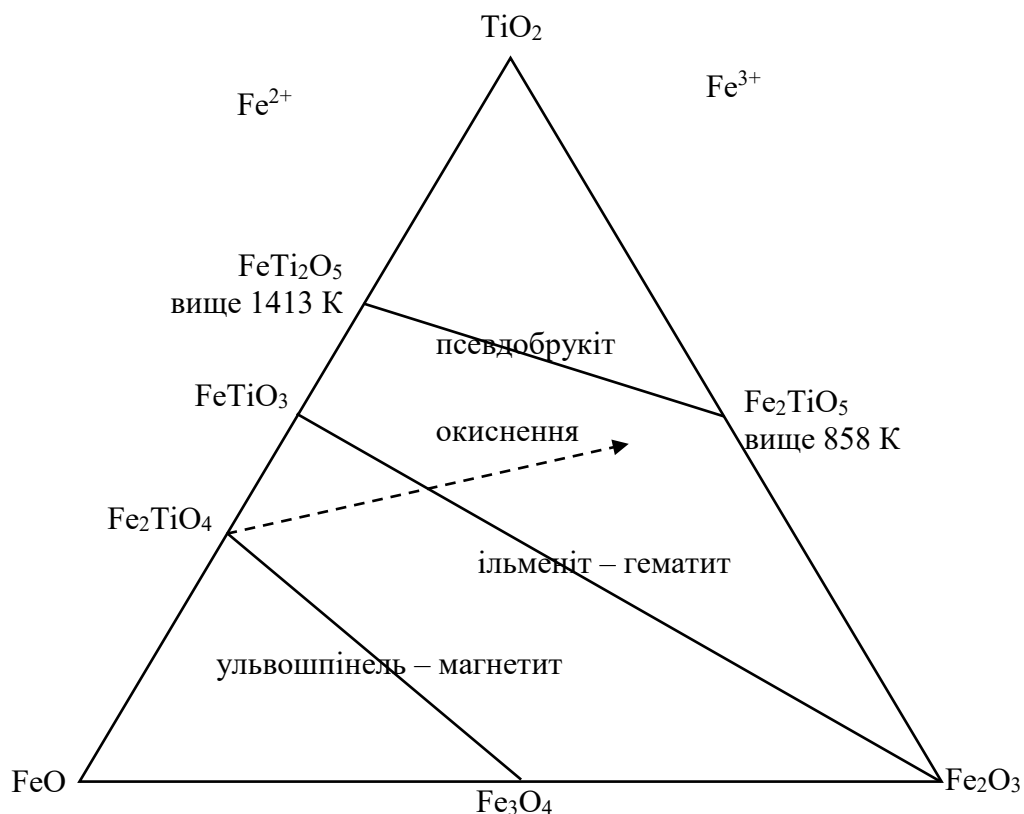 TiO₂
Fe²⁺
Fe³⁺
FeTi₂O₅
вище 1413 К
псевдобрукіт
FeTiO₃
Fe₂TiO₅
вище 858 К
окиснення
Fe₂TiO₄
ільменіт – гематит
ульвошпінель – магнетит
FeO
Fe₃O₄
Fe₂O₃